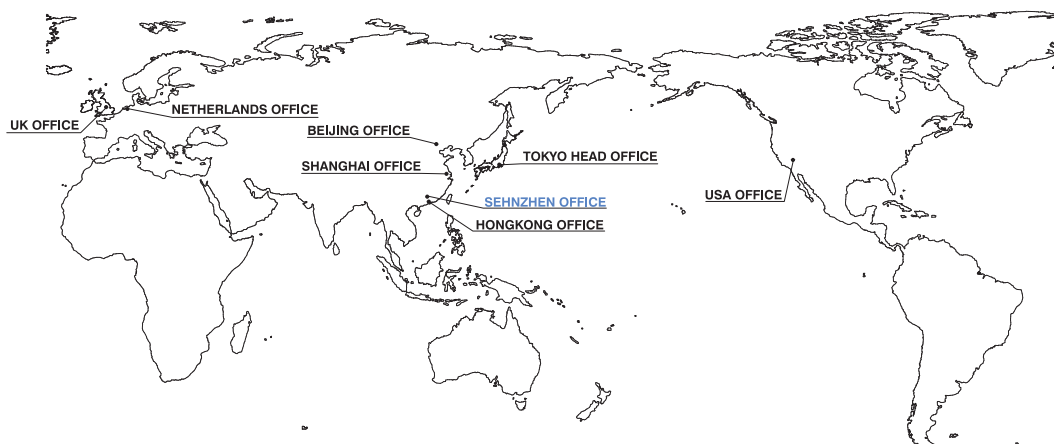 NETHERLANDS OFFICE
UK OFFICE
BEIJING OFFICE
TOKYO HEAD OFFICE
SHANGHAI OFFICE
USA OFFICE
SEHNZHEN OFFICE
HONGKONG OFFICE